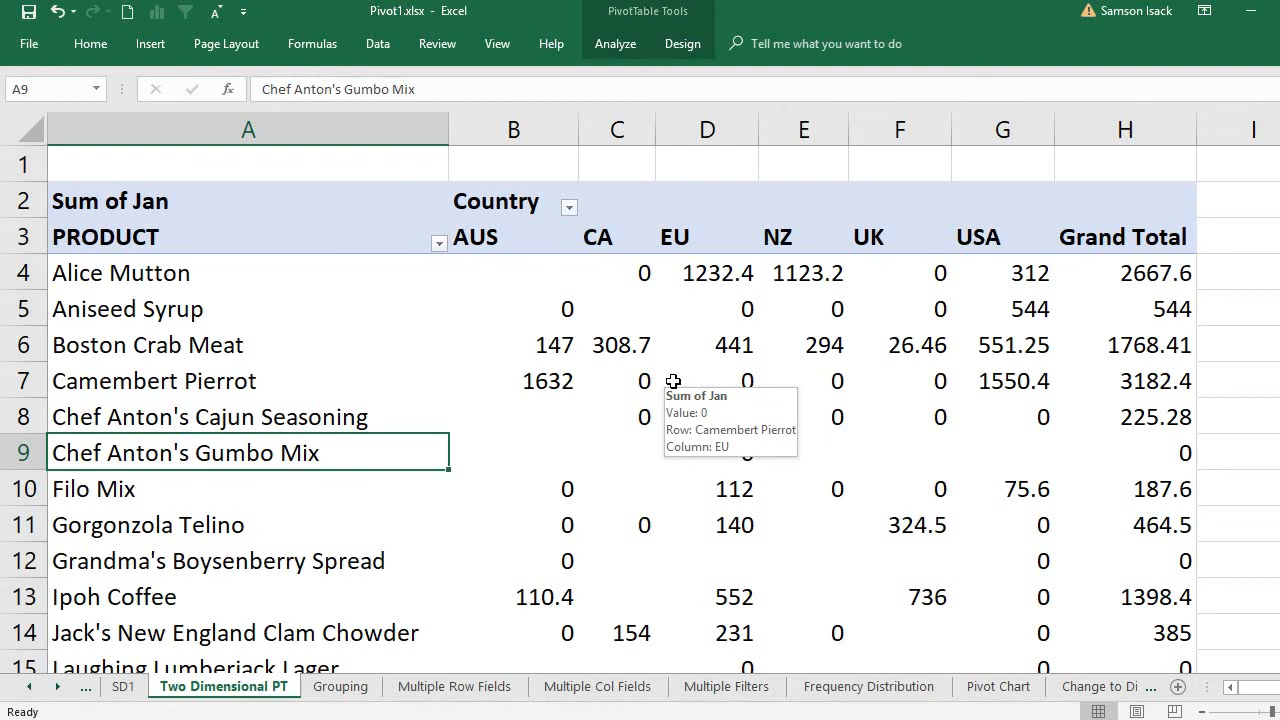 Pivot1.xlsx - Excel
PivotTable Tools
Samson Isack
File Home Insert Page Layout Formulas Data Review View Help Analyze Design Tell me what you want to do
A9 fx Chef Anton's Gumbo Mix
A B C D E F G H I
1
2 Sum of Jan Country
3 PRODUCT AUS CA EU NZ UK USA Grand Total
4 Alice Mutton 0 1232.4 1123.2 0 312 2667.6
5 Aniseed Syrup 0 0 0 0 544 544
6 Boston Crab Meat 147 308.7 441 294 26.46 551.25 1768.41
7 Camembert Pierrot 1632 0 0 0 0 1550.4 3182.4
8 Chef Anton's Cajun Seasoning 0 0 0 0 225.28
9 Chef Anton's Gumbo Mix 0
10 Filo Mix 0 112 0 0 75.6 187.6
11 Gorgonzola Telino 0 0 140 324.5 0 464.5
12 Grandma's Boysenberry Spread 0 0 0
13 Ipoh Coffee 110.4 552 736 0 1398.4
14 Jack's New England Clam Chowder 0 154 231 0 0 385
15 Laughing Lumberjack Lager 0 0
Sum of Jan
Value: 0
Row: Camembert Pierrot
Column: EU
... SD1 Two Dimensional PT Grouping Multiple Row Fields Multiple Col Fields Multiple Filters Frequency Distribution Pivot Chart Change to Di ...
Ready